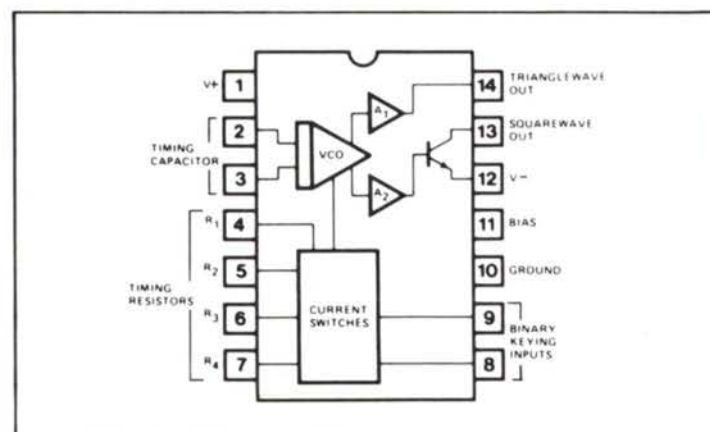 V+ 1
14 TRIANGLEWAVE
OUT
A1
2
13 SQUAREWAVE
OUT
TIMING
CAPACITOR
VCO
3
12 V−
A2
R1 4
11 BIAS
R2 5
10 GROUND
TIMING
RESISTORS
CURRENT
SWITCHES
R3 6
9
BINARY
KEYING
INPUTS
R4 7
8